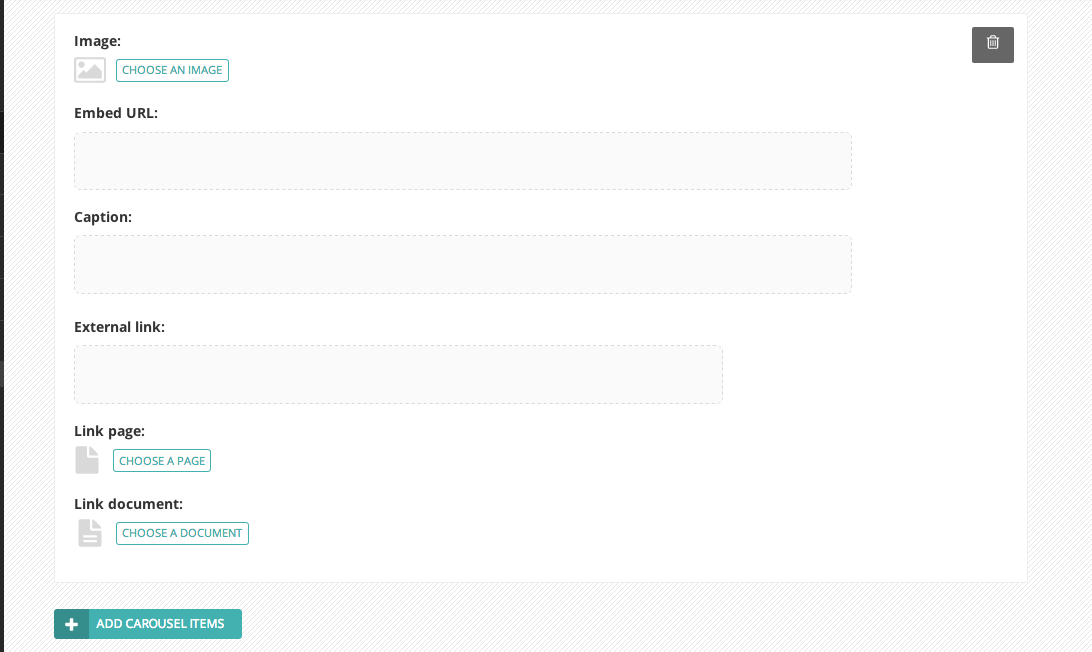 Image:
CHOOSE AN IMAGE
Embed URL:
Caption:
External link:
Link page:
CHOOSE A PAGE
Link document:
CHOOSE A DOCUMENT
ADD CAROUSEL ITEMS